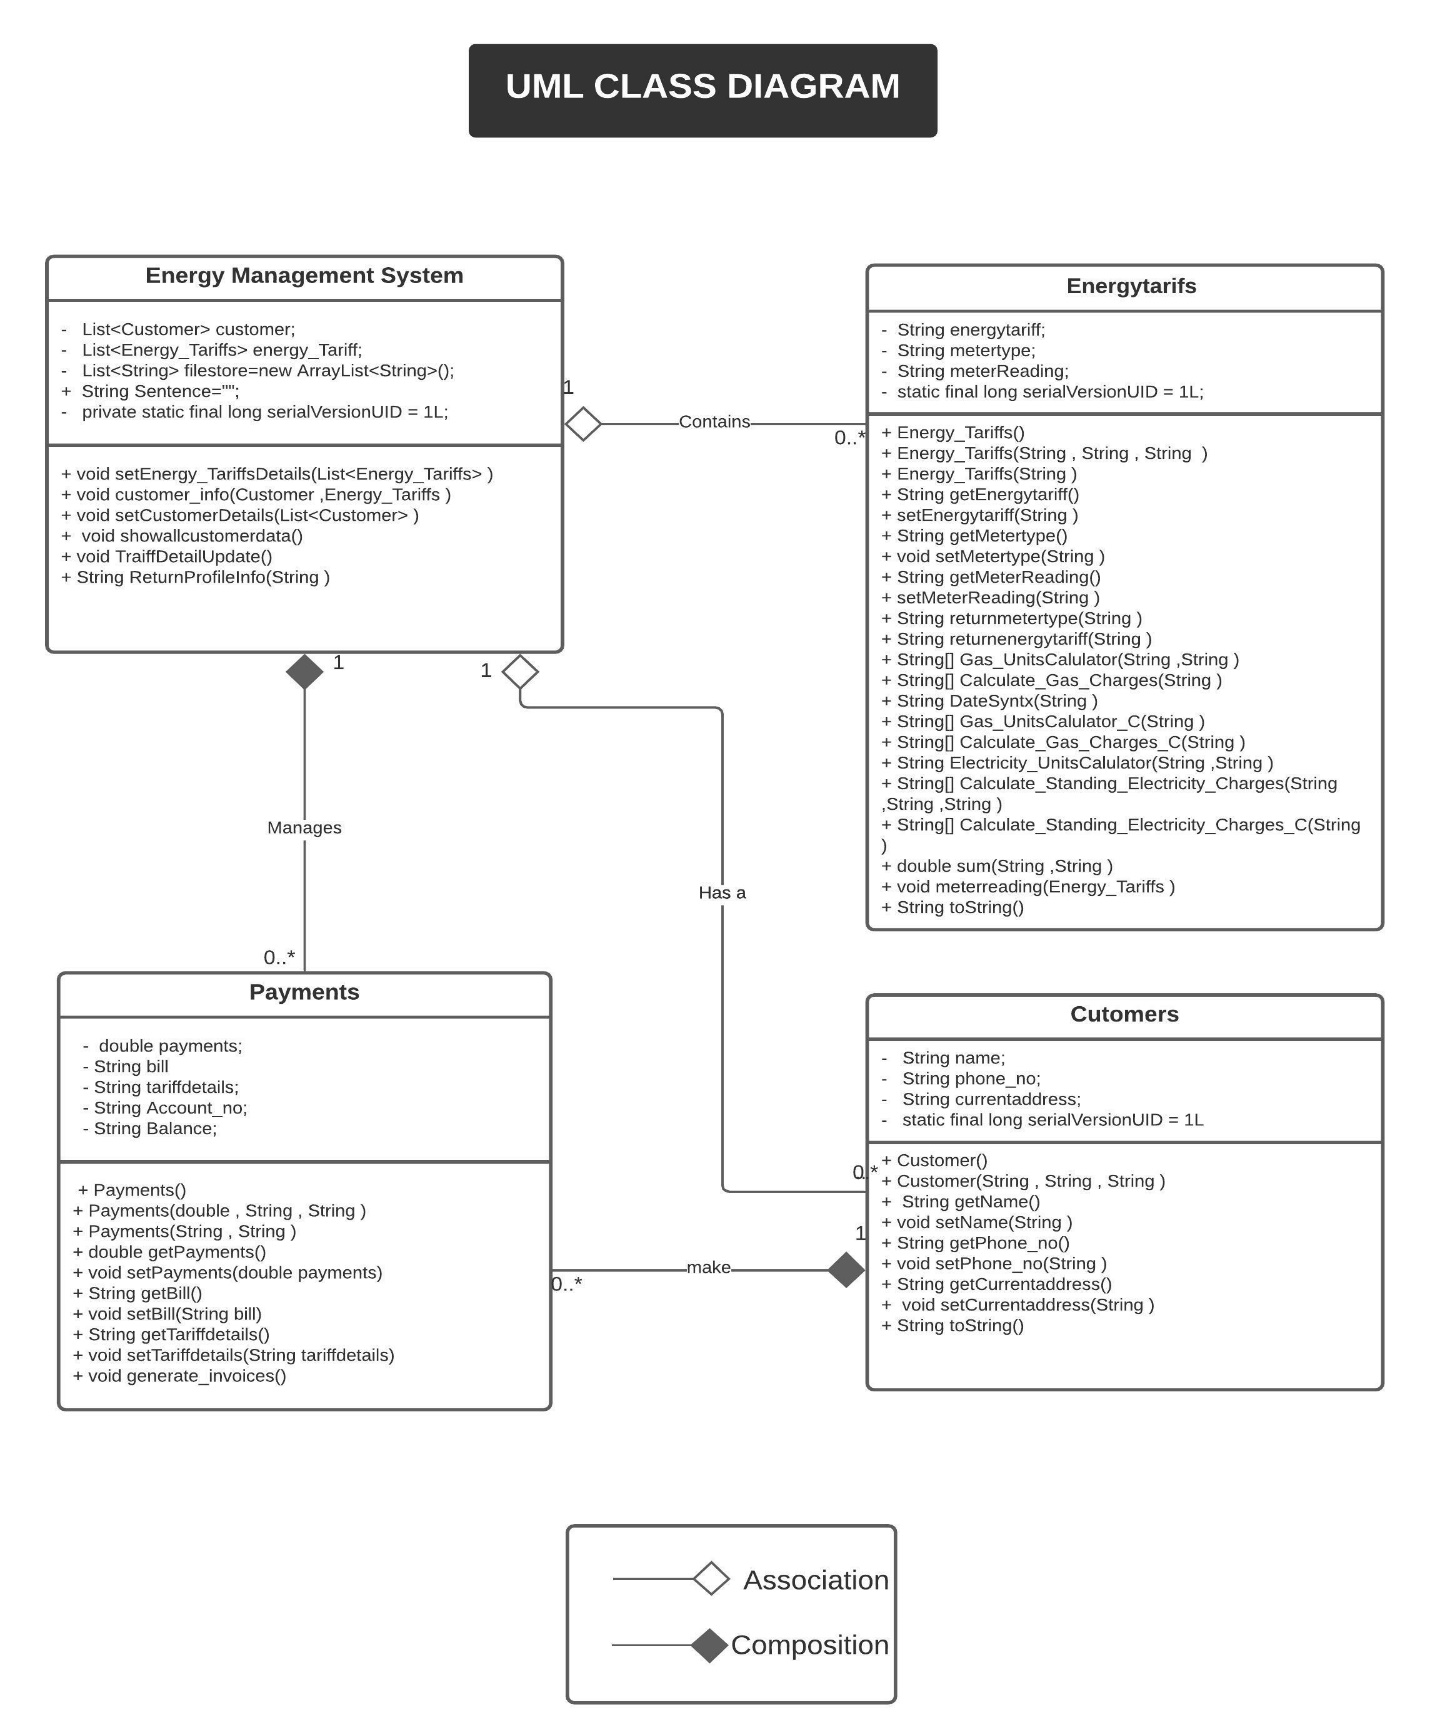 UML CLASS DIAGRAM
Energy Management System
- List<Customer> customer;
- List<Energy_Tariffs> energy_Tariff;
- List<String> filestore=new ArrayList<String>();
+ String Sentence="";
- private static final long serialVersionUID = 1L;
+ void setEnergy_TariffsDetails(List<Energy_Tariffs> )
+ void customer_info(Customer ,Energy_Tariffs )
+ void setCustomerDetails(List<Customer> )
+ void showallcustomerdata()
+ void TraiffDetailUpdate()
+ String ReturnProfileInfo(String )
1
Contains
0..*
Energytarifs
- String energytariff;
- String metertype;
- String meterReading;
- static final long serialVersionUID = 1L;
+ Energy_Tariffs()
+ Energy_Tariffs(String , String , String )
+ Energy_Tariffs(String )
+ String getEnergytariff()
+ setEnergytariff(String )
+ String getMetertype()
+ void setMetertype(String )
+ String getMeterReading()
+ setMeterReading(String )
+ String returnmetertype(String )
+ String returnenergytariff(String )
+ String[] Gas_UnitsCalulator(String ,String )
+ String[] Calculate_Gas_Charges(String )
+ String DateSyntx(String )
+ String[] Gas_UnitsCalulator_C(String )
+ String[] Calculate_Gas_Charges_C(String )
+ String Electricity_UnitsCalulator(String ,String )
+ String[] Calculate_Standing_Electricity_Charges(String
,String ,String )
+ String[] Calculate_Standing_Electricity_Charges_C(String
)
+ double sum(String ,String )
+ void meterreading(Energy_Tariffs )
+ String toString()
1
1
Manages
Has a
0..*
Payments
- double payments;
- String bill
- String tariffdetails;
- String Account_no;
- String Balance;
+ Payments()
+ Payments(double , String , String )
+ Payments(String , String )
+ double getPayments()
+ void setPayments(double payments)
+ String getBill()
+ void setBill(String bill)
+ String getTariffdetails()
+ void setTariffdetails(String tariffdetails)
+ void generate_invoices()
Cutomers
- String name;
- String phone_no;
- String currentaddress;
- static final long serialVersionUID = 1L
+ Customer()
+ Customer(String , String , String )
+ String getName()
+ void setName(String )
+ String getPhone_no()
+ void setPhone_no(String )
+ String getCurrentaddress()
+ void setCurrentaddress(String )
+ String toString()
0..*
1
make
0..*
Association
Composition